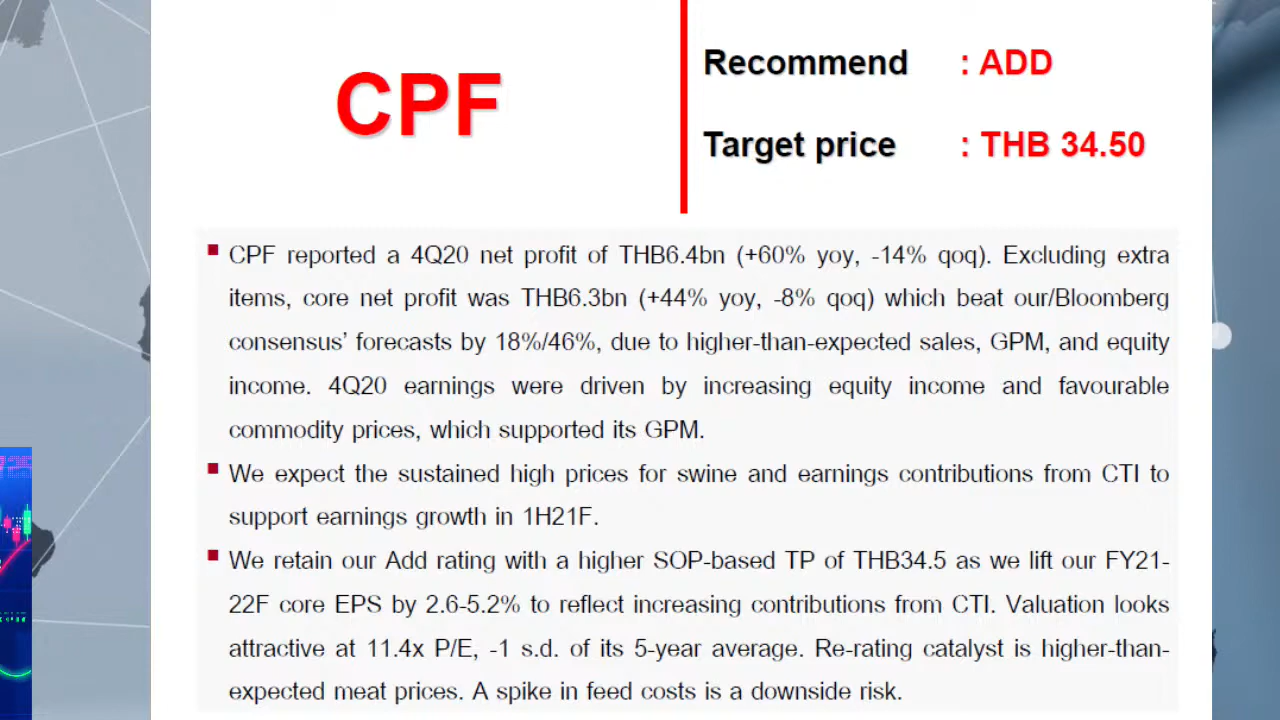 CPF
Recommend : ADD
Target price : THB 34.50
CPF reported a 4Q20 net profit of THB6.4bn (+60% yoy, -14% qoq). Excluding extra
items, core net profit was THB6.3bn (+44% yoy, -8% qoq) which beat our/Bloomberg
consensus’ forecasts by 18%/46%, due to higher-than-expected sales, GPM, and equity
income. 4Q20 earnings were driven by increasing equity income and favourable
commodity prices, which supported its GPM.
We expect the sustained high prices for swine and earnings contributions from CTI to
support earnings growth in 1H21F.
We retain our Add rating with a higher SOP-based TP of THB34.5 as we lift our FY21-
22F core EPS by 2.6-5.2% to reflect increasing contributions from CTI. Valuation looks
attractive at 11.4x P/E, -1 s.d. of its 5-year average. Re-rating catalyst is higher-than-
expected meat prices. A spike in feed costs is a downside risk.